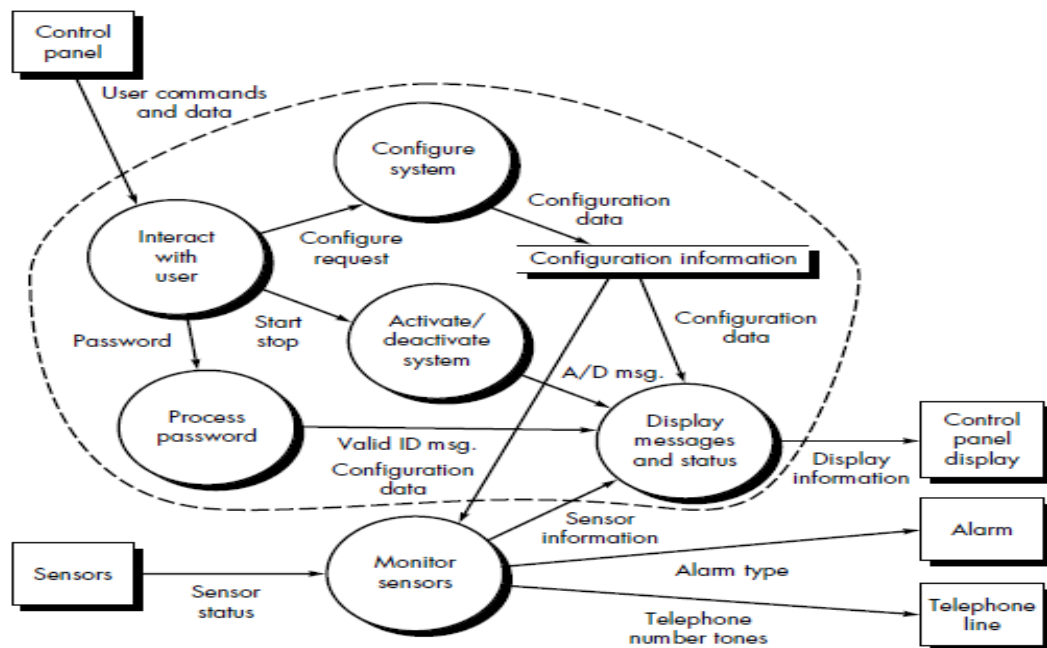 Control
panel
User commands
and data
Configure
system
Configuration
data
Interact
with
user
Configure
request
Configuration information
Password
Start
stop
Activate/
deactivate
system
Configuration
data
A/D msg.
Process
password
Valid ID msg.
Configuration
data
Display
messages
and status
Control
panel
display
Display
information
Sensors
Sensor
status
Monitor
sensors
Sensor
information
Alarm
Alarm type
Telephone
number tones
Telephone
line